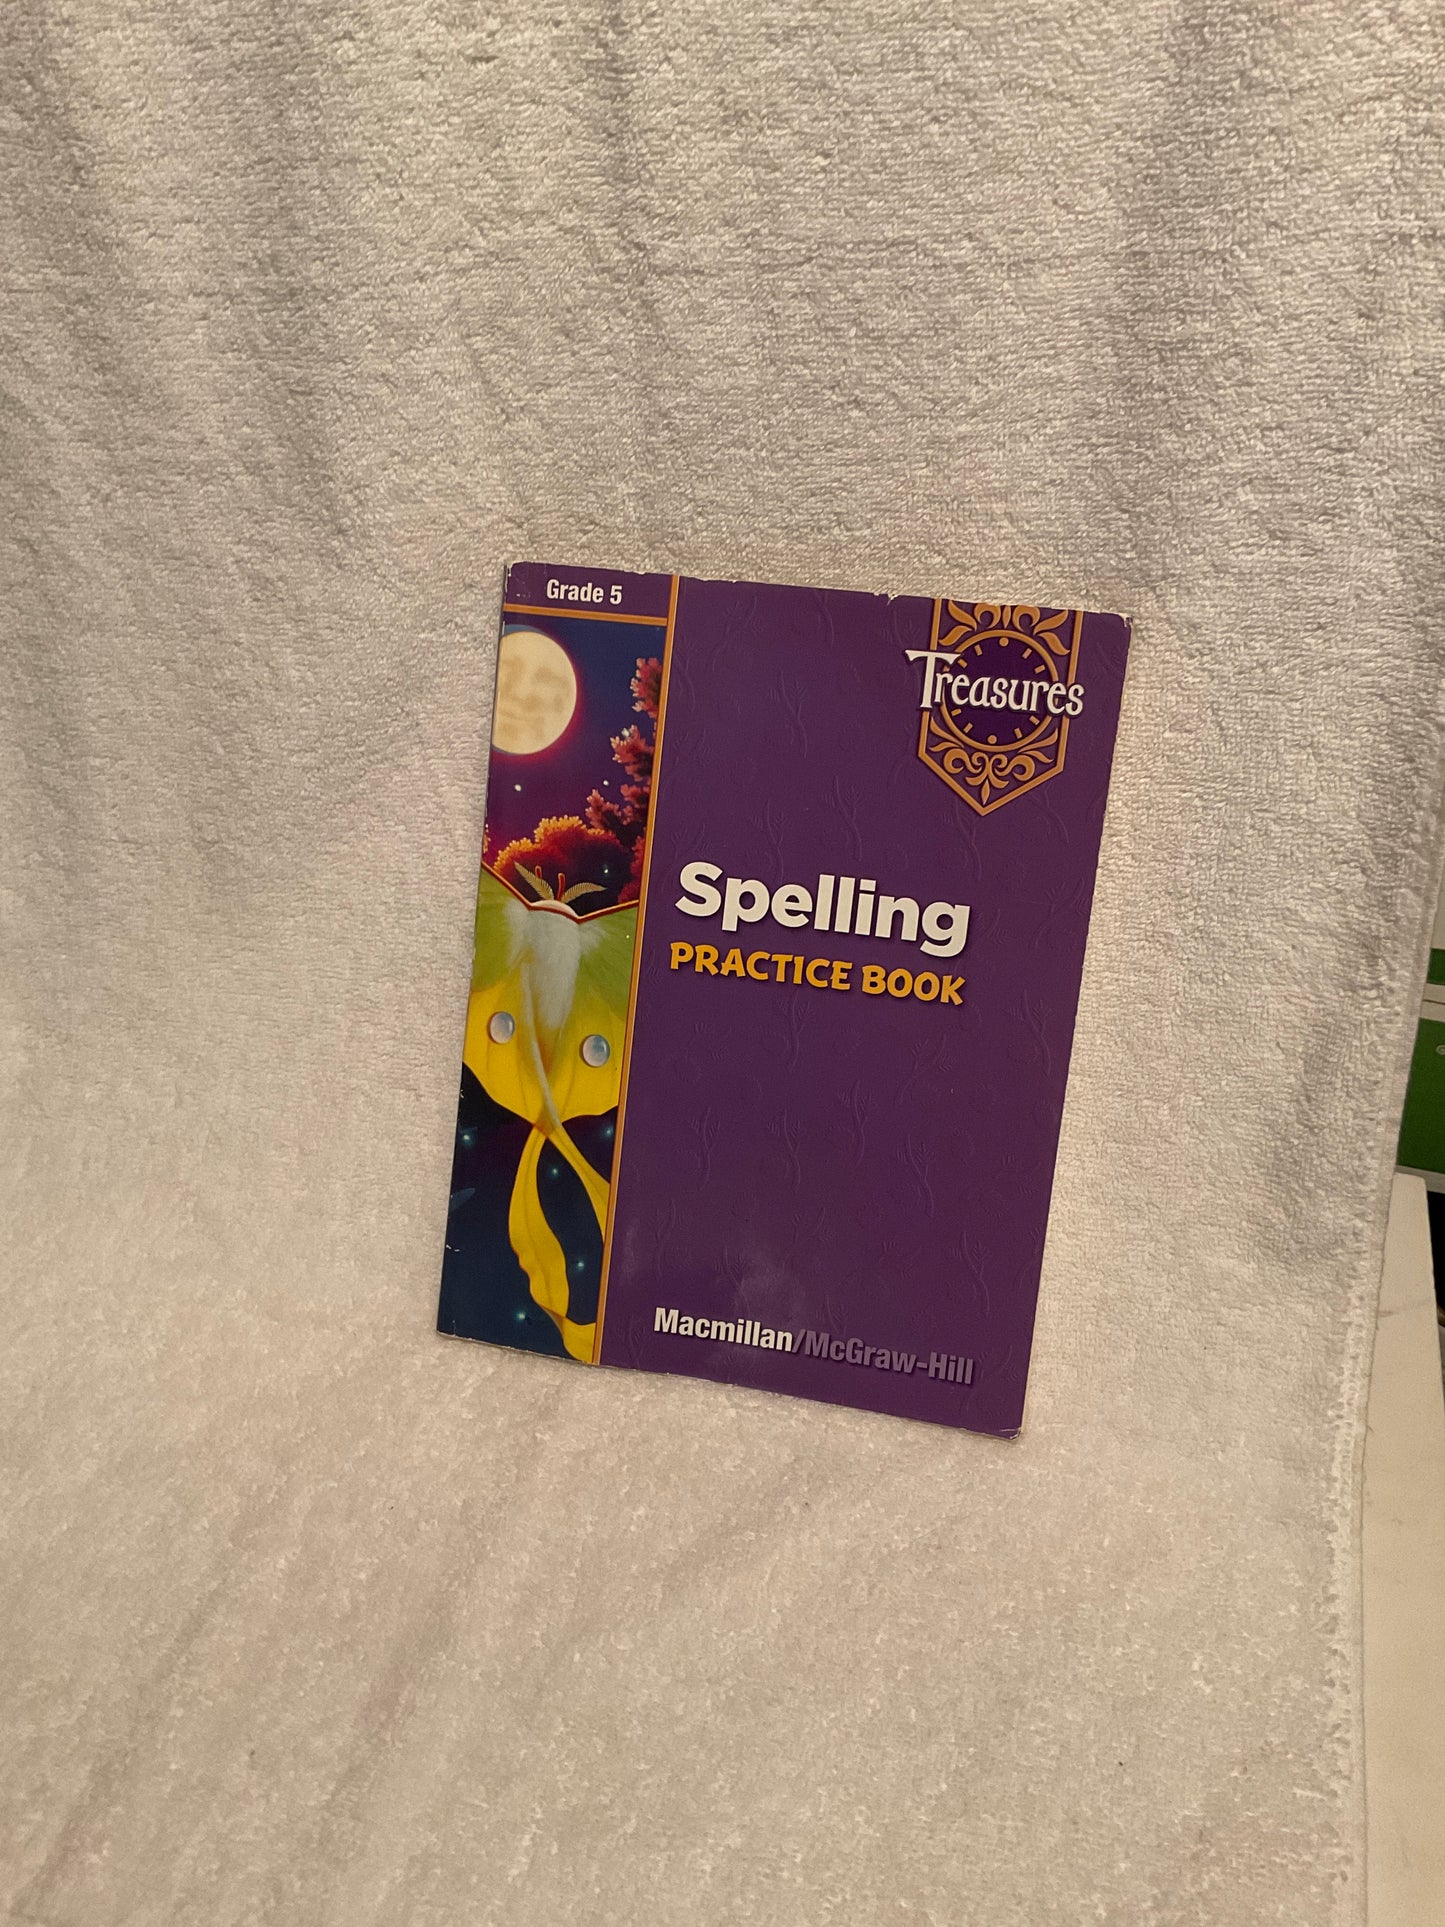 Grade 5
Treasures
Spelling
PRACTICE BOOK
Macmillan/McGraw-Hill